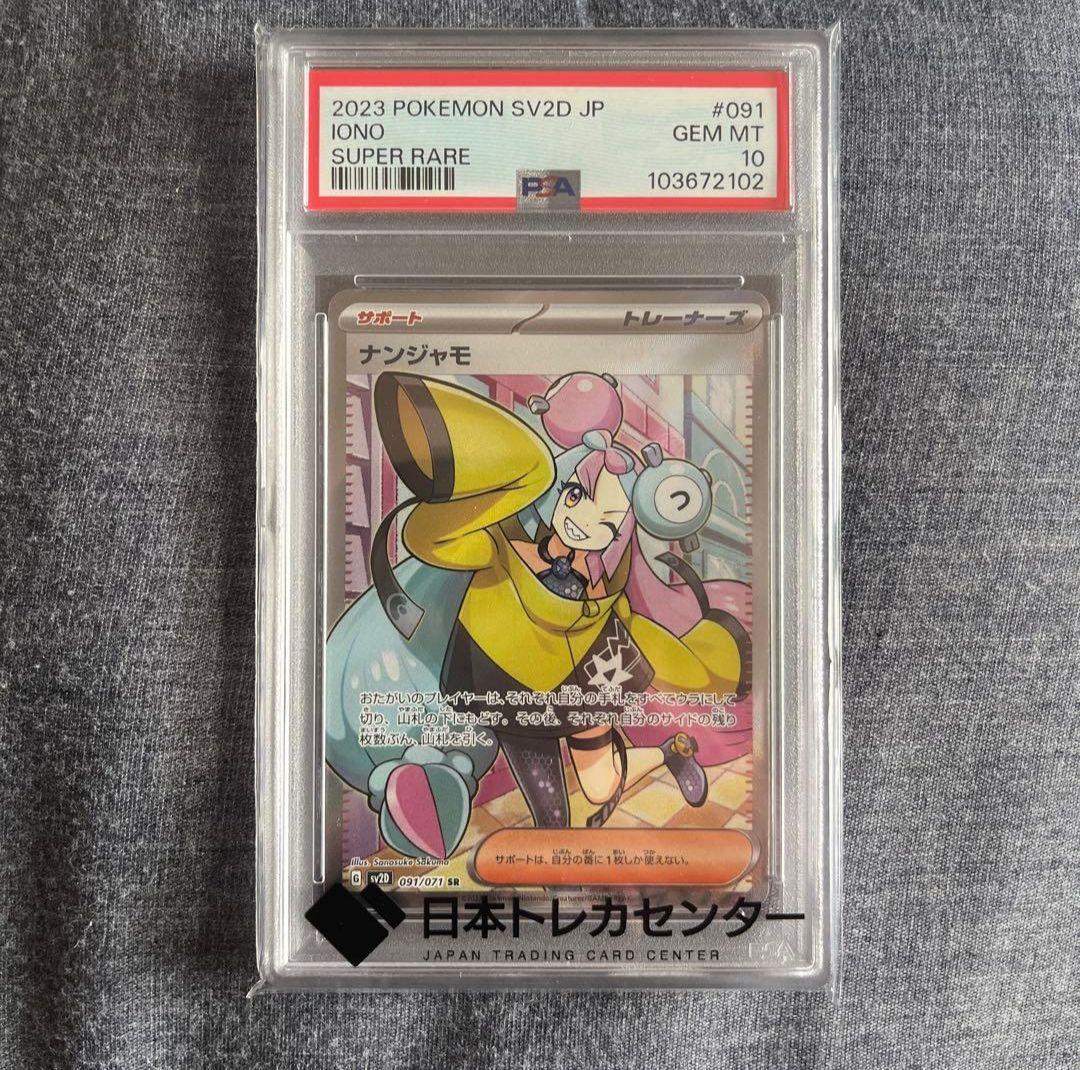 2023 POKEMON SV2D JP #091
IONO GEM MT
SUPER RARE 10
PSA 103672102
サポート トレーナーズ
ナンジャモ
つ
おたがいのプレイヤーは、それぞれ自分の手札をすべてウラにして
切り、山札の下にもどす。その後、それぞれ自分のサイドの残り
枚数ぶん、山札を引く。
サポートは、自分の番に1枚しか使えない。
Illus. Sanosuke Sakuma
G sv2D 091/071 SR
日本トレカセンター
JAPAN TRADING CARD CENTER